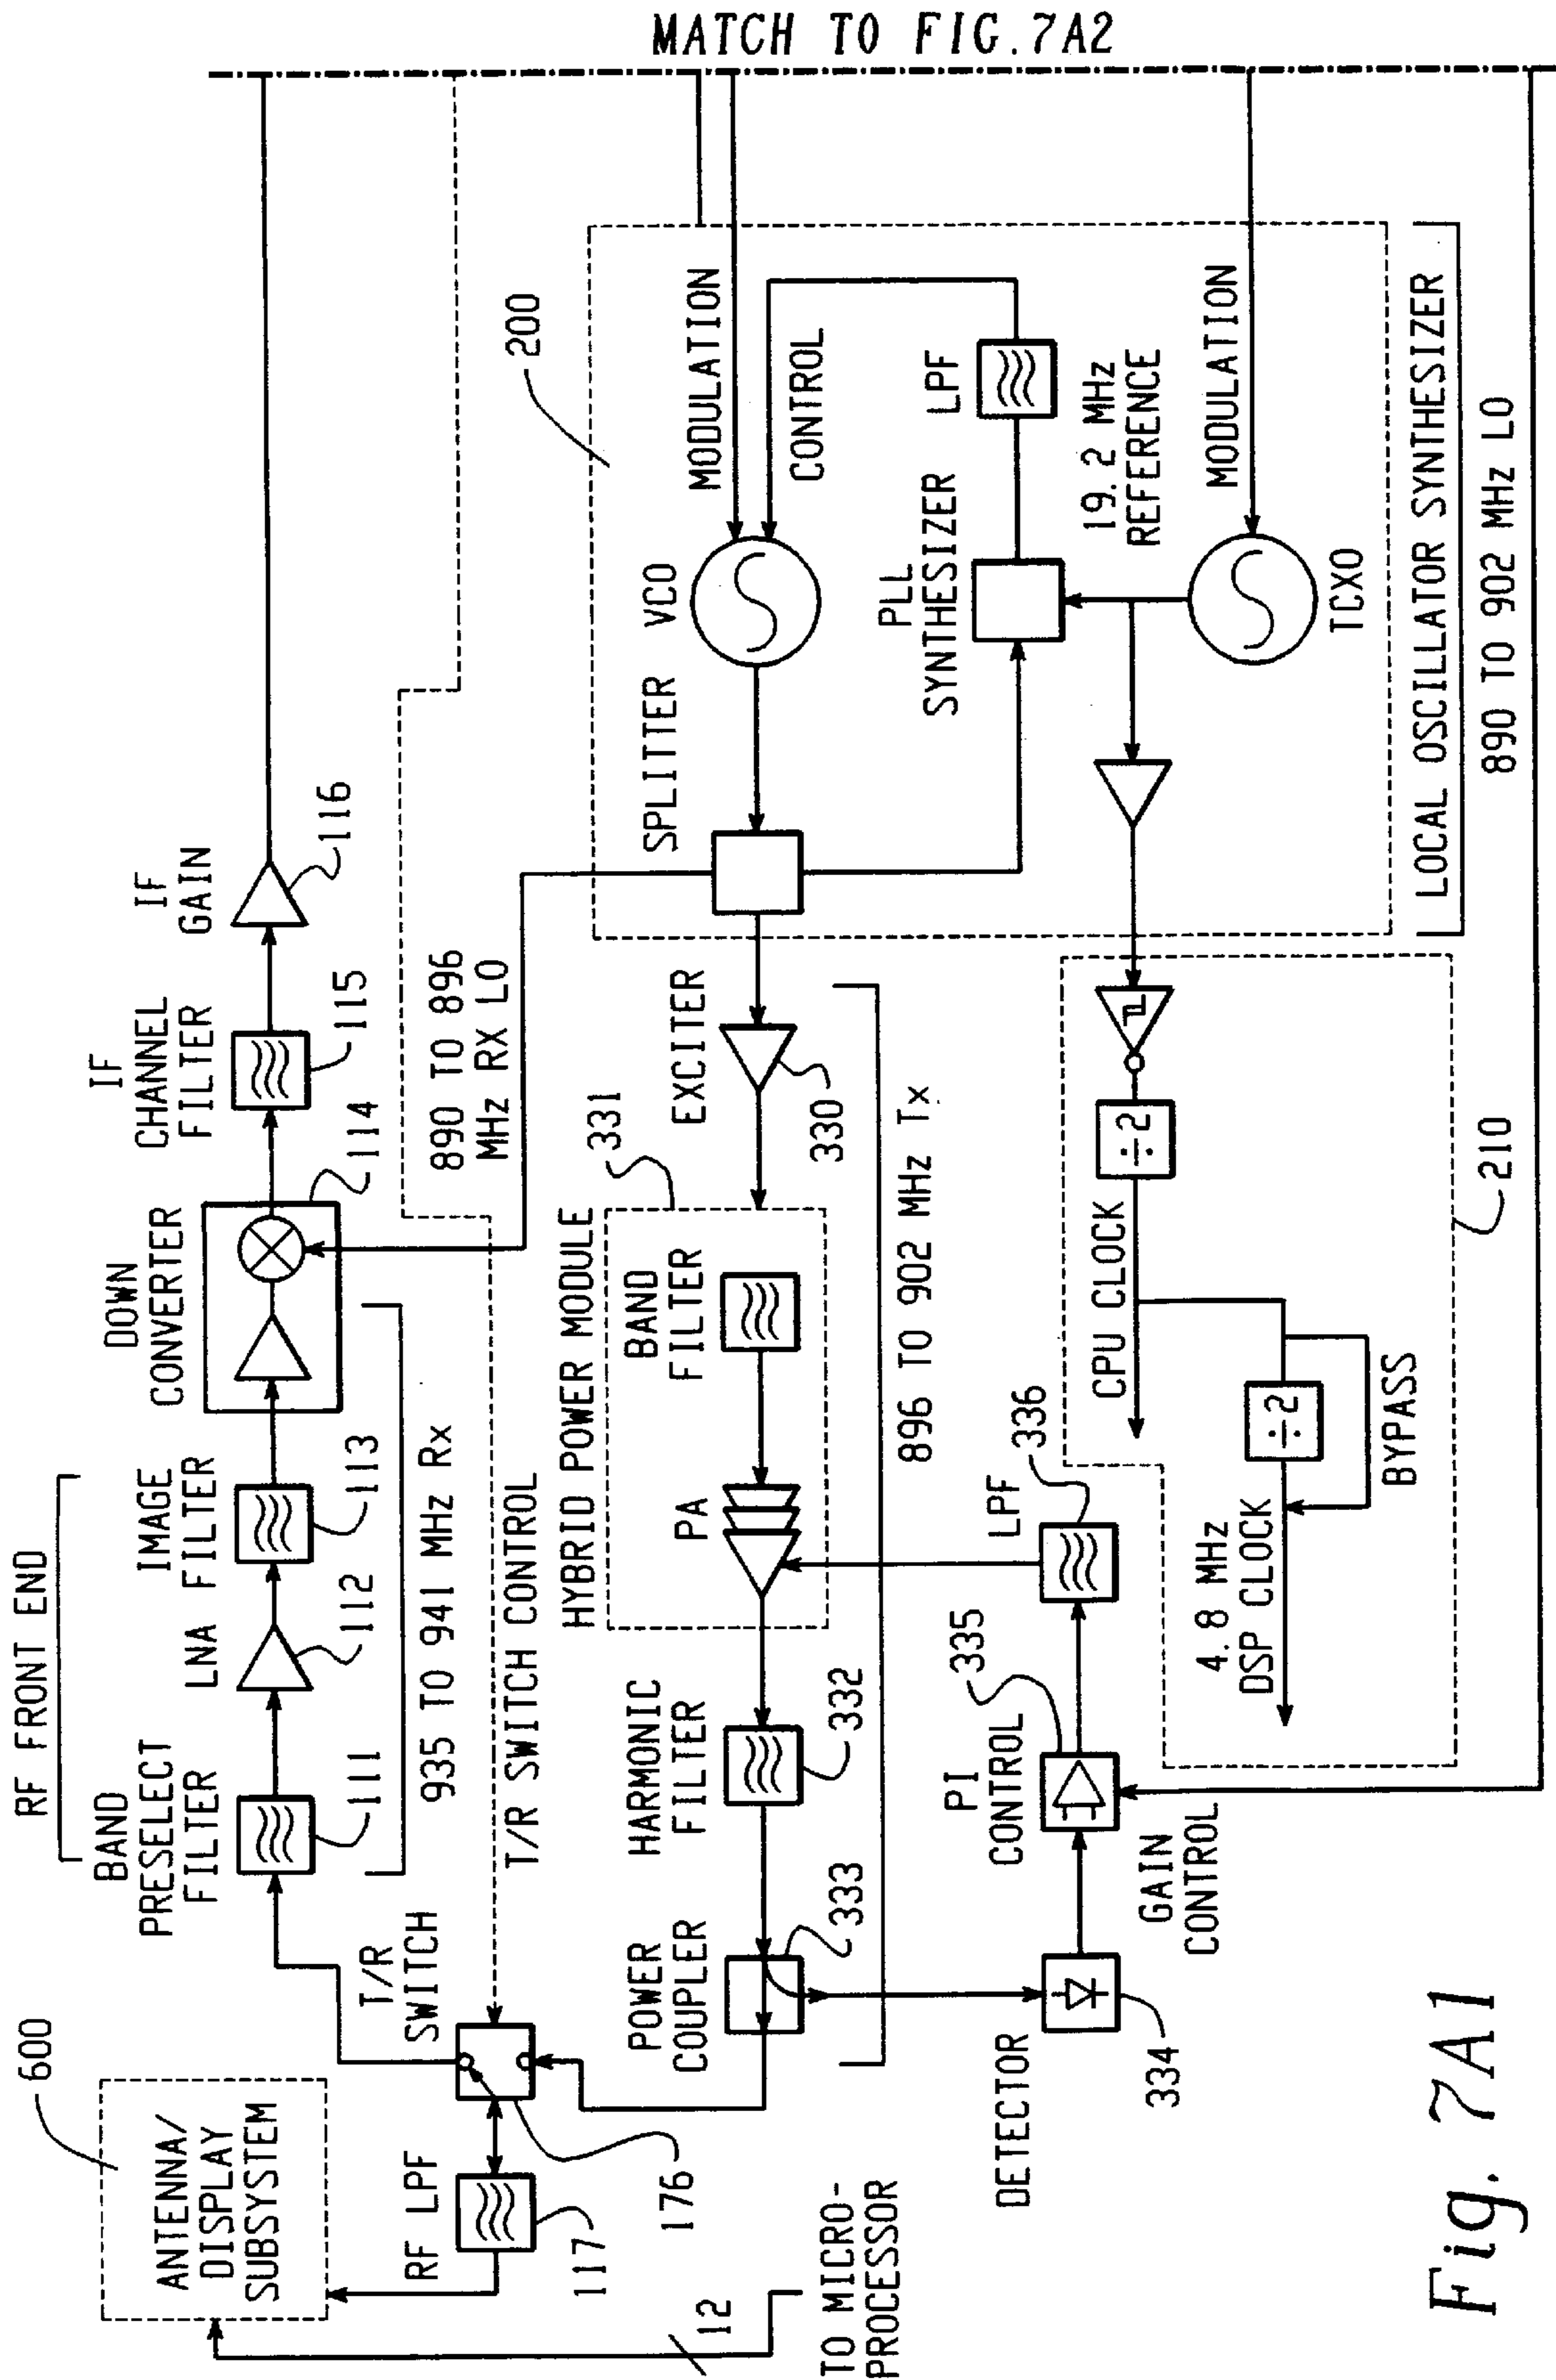 MATCH TO FIG.7A2
600
ANTENNA/
DISPLAY
SUBSYSTEM
12
TO MICRO-
PROCESSOR
RF LPF
117
176
T/R
SWITCH
T/R SWITCH CONTROL
RF FRONT END
BAND
PRESELECT
FILTER
111
LNA
112
IMAGE
FILTER
113
935 TO 941 MHz Rx
DOWN
CONVERTER
114
IF
CHANNEL
FILTER
115
IF
GAIN
116
890 TO 896
MHz RX LO
200
SPLITTER
VCO
MODULATION
CONTROL
PLL
SYNTHESIZER
LPF
19.2 MHz
REFERENCE
MODULATION
TCXO
LOCAL OSCILLATOR SYNTHESIZER
890 TO 902 MHz LO
EXCITER
330
331
HYBRID POWER MODULE
BAND
FILTER
PA
896 TO 902 MHz Tx
HARMONIC
FILTER
332
POWER
COUPLER
333
DETECTOR
334
PI
CONTROL
335
GAIN
CONTROL
LPF
336
÷2
CPU CLOCK
÷2
BYPASS
4.8 MHz
DSP CLOCK
210
Fig. 7A1